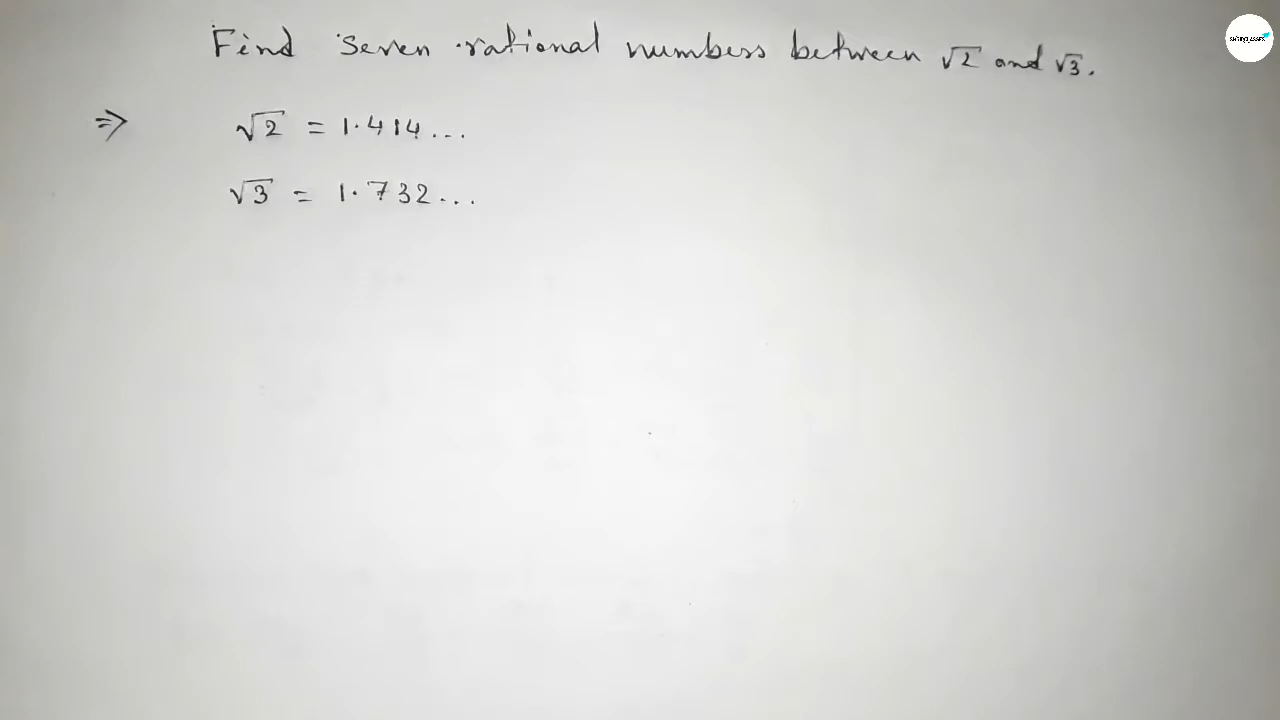 Find seven rational numbers between √2 and √3.
⇒ √2 = 1.414...
√3 = 1.732...